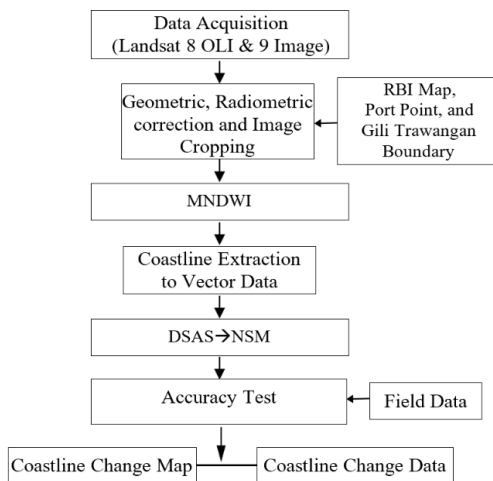 Data Acquisition
(Landsat 8 OLI & 9 Image)
Geometric, Radiometric
correction and Image
Cropping
RBI Map,
Port Point, and
Gili Trawangan
Boundary
MNDWI
Coastline Extraction
to Vector Data
DSAS→NSM
Accuracy Test
Field Data
Coastline Change Map
Coastline Change Data